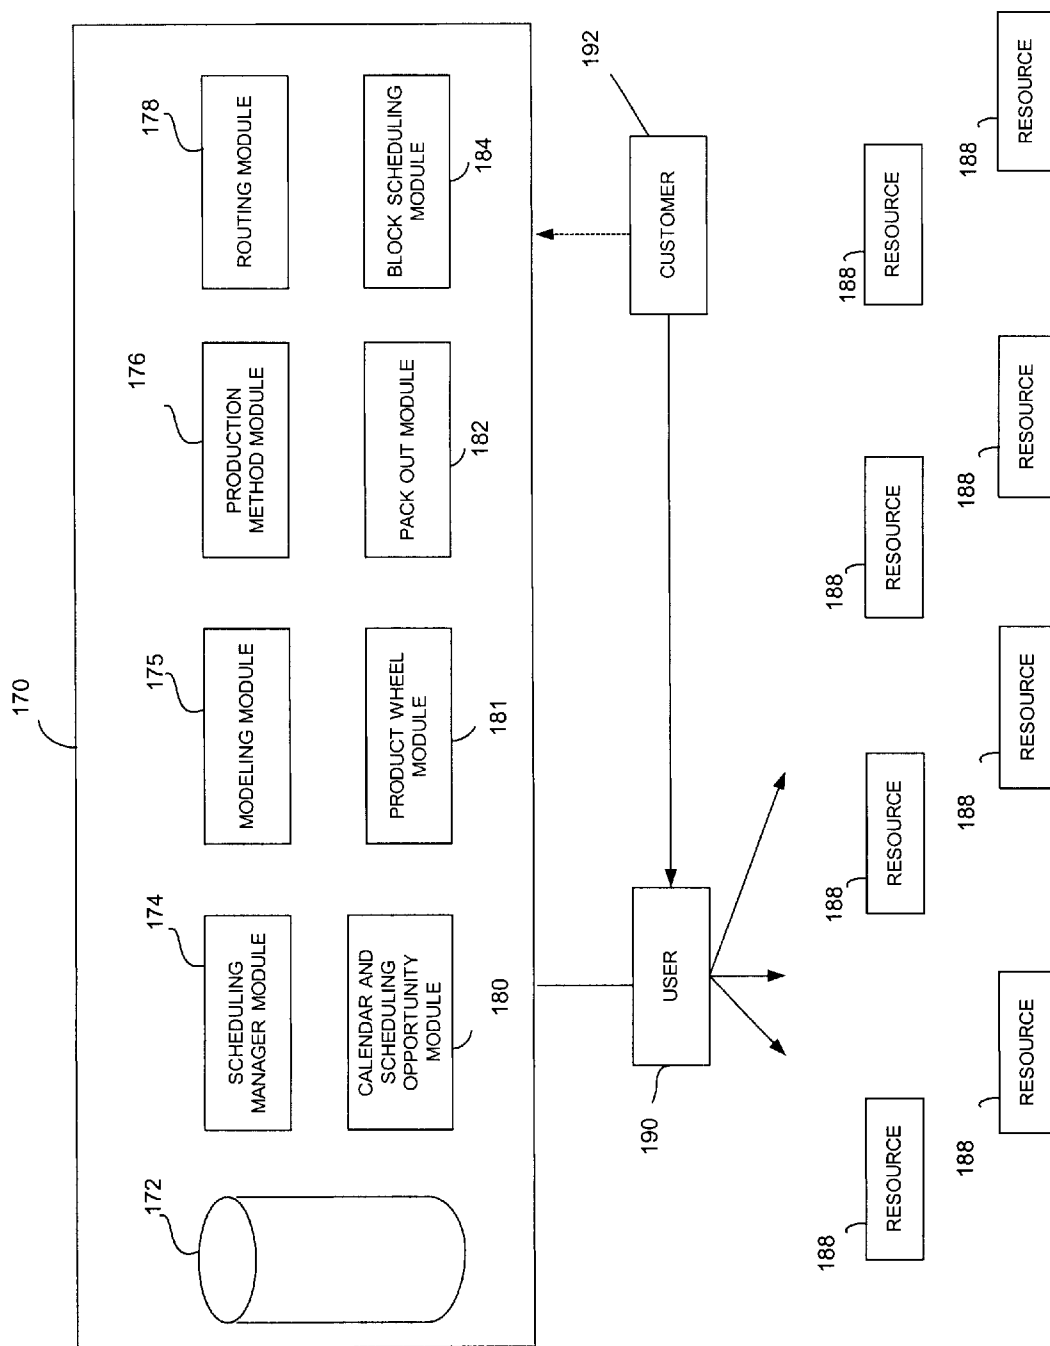 170
172
174
SCHEDULING
MANAGER MODULE
175
MODELING MODULE
176
PRODUCTION
METHOD MODULE
178
ROUTING MODULE
CALENDAR AND
SCHEDULING
OPPORTUNITY
MODULE
180
PRODUCT WHEEL
MODULE
181
PACK OUT MODULE
182
BLOCK SCHEDULING
MODULE
184
190
USER
CUSTOMER
192
188
RESOURCE
188
RESOURCE
188
RESOURCE
188
RESOURCE
188
RESOURCE
188
RESOURCE
188
RESOURCE
188
RESOURCE